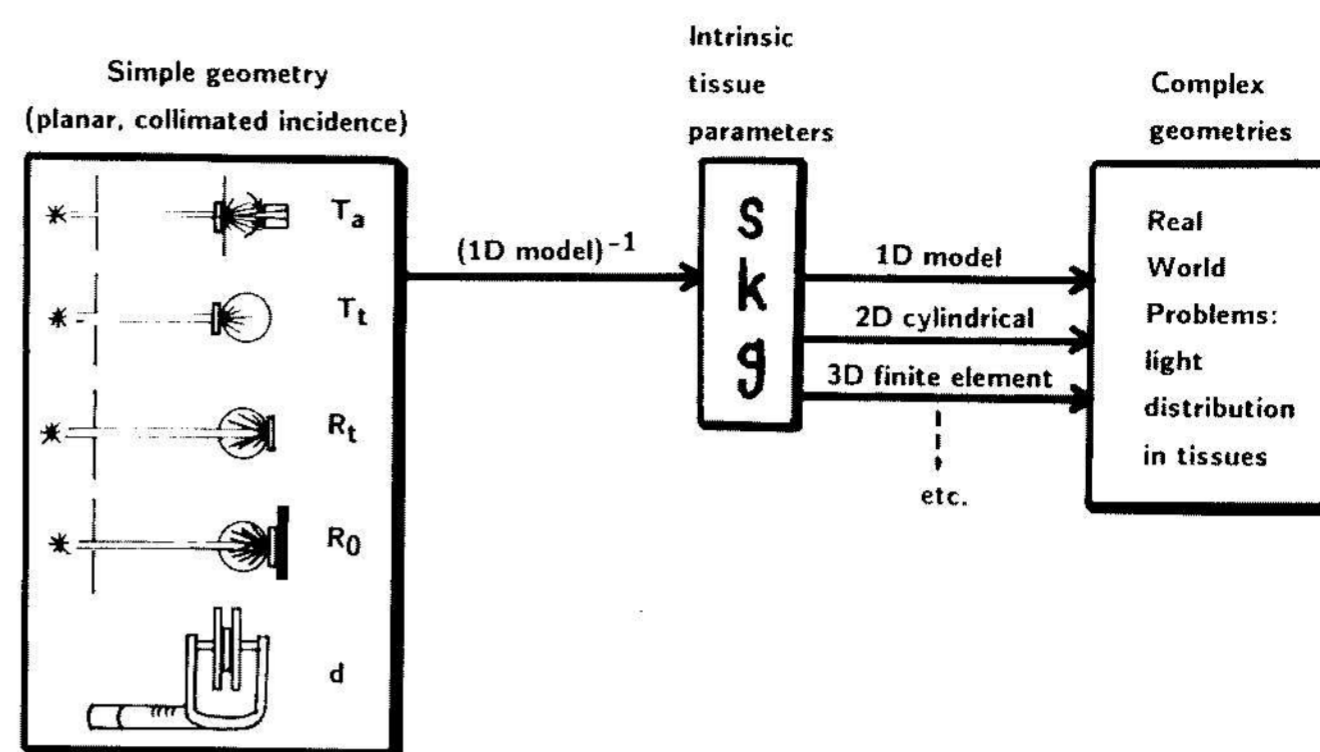 Simple geometry
(planar, collimated incidence)
Ta
Tt
Rt
R0
d
(1D model)-1
Intrinsic
tissue
parameters
s
k
g
1D model
2D cylindrical
3D finite element
etc.
Complex
geometries
Real
World
Problems:
light
distribution
in tissues